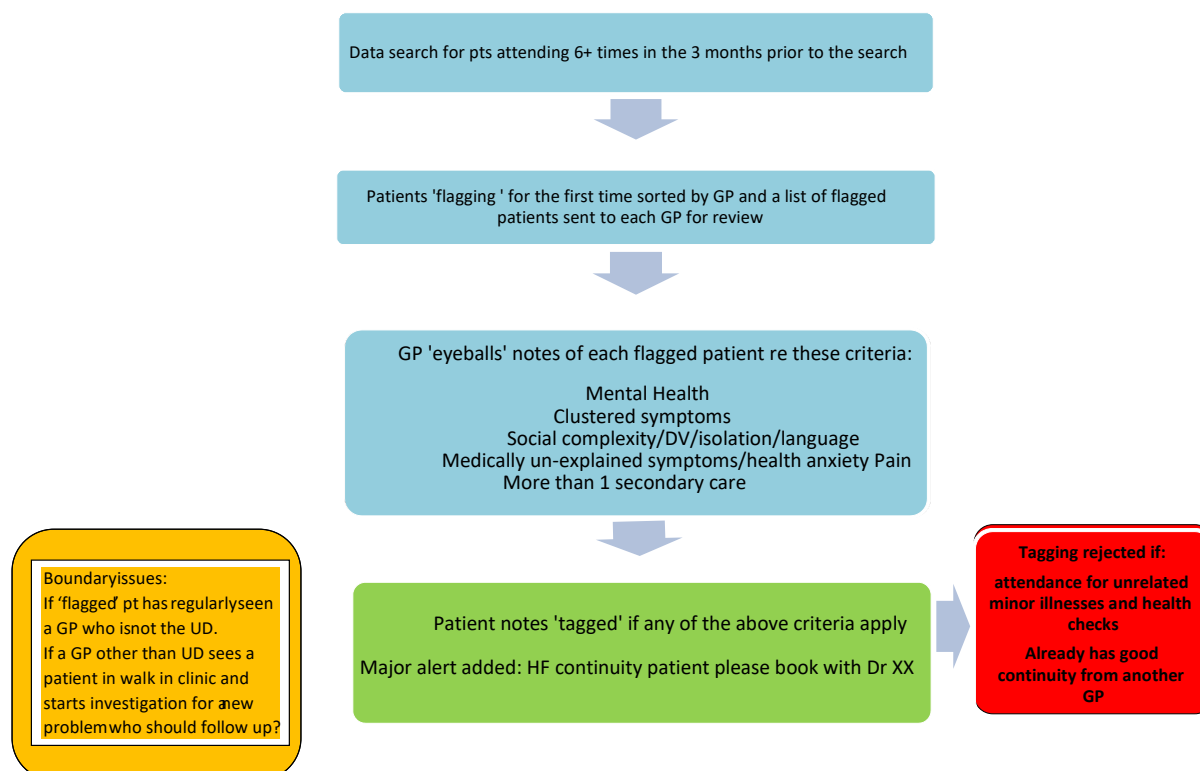 Data search for pts attending 6+ times in the 3 months prior to the search
Patients 'flagging ' for the first time sorted by GP and a list of flagged
patients sent to each GP for review
GP 'eyeballs' notes of each flagged patient re these criteria:
Mental Health
Clustered symptoms
Social complexity/DV/isolation/language
Medically un-explained symptoms/health anxiety Pain
More than 1 secondary care
Boundaryissues:
If ‘flagged’ pt has regularlyseen
a GP who isnot the UD.
If a GP other than UD sees a
patient in walk in clinic and
starts investigation for anew
problemwho should follow up?
Patient notes 'tagged' if any of the above criteria apply
Major alert added: HF continuity patient please book with Dr XX
Tagging rejected if:
attendance for unrelated
minor illnesses and health
checks
Already has good
continuity from another
GP